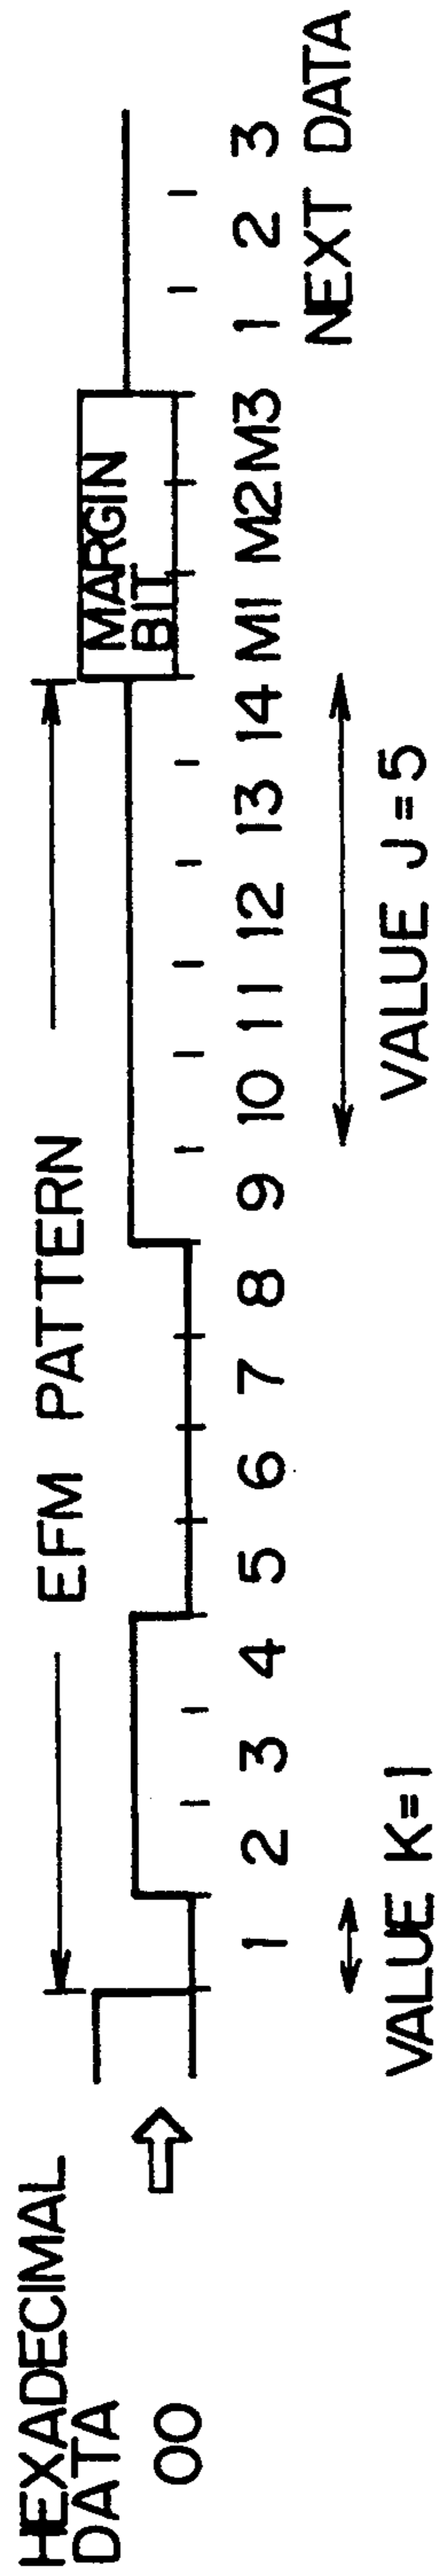 HEXADECIMAL
DATA
00
EFM PATTERN
MARGIN
BIT
1 2 3 4 5 6 7 8 9 10 11 12 13 14 M1 M2 M3 1 2 3
NEXT DATA
VALUE K=1
VALUE J=5